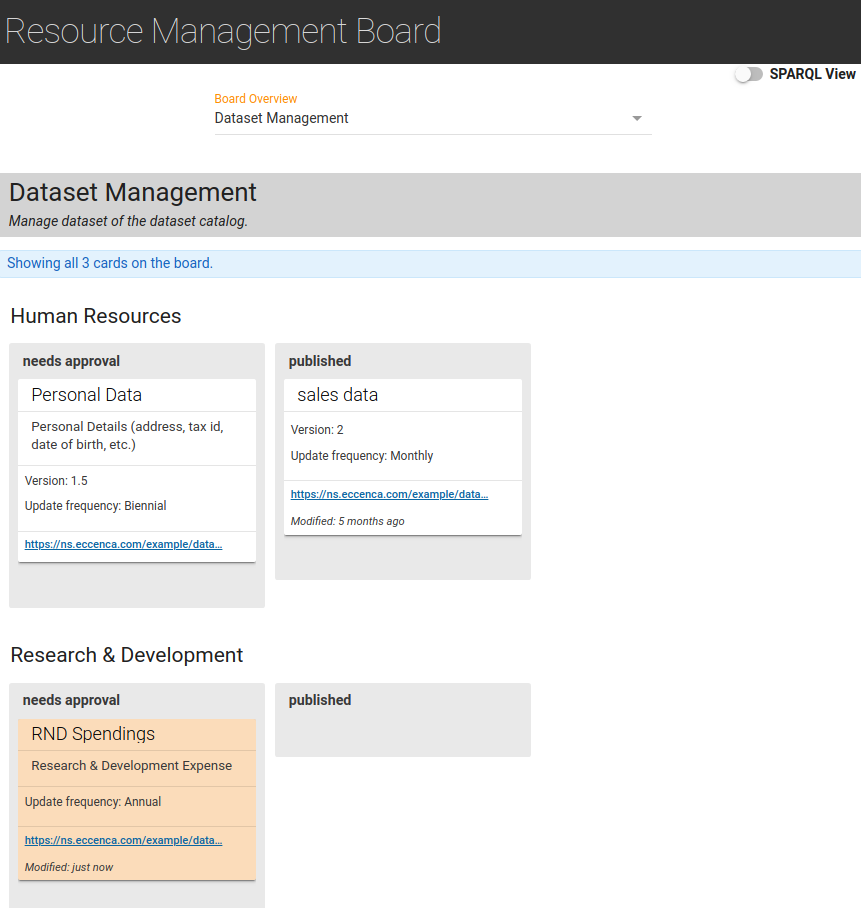 Resource Management Board
SPARQL View
Board Overview
Dataset Management
Dataset Management
Manage dataset of the dataset catalog.
Showing all 3 cards on the board.
Human Resources
needs approval
Personal Data
Personal Details (address, tax id,
date of birth, etc.)
Version: 1.5
Update frequency: Biennial
https://ns.eccenca.com/example/data…
published
sales data
Version: 2
Update frequency: Monthly
https://ns.eccenca.com/example/data…
Modified: 5 months ago
Research & Development
needs approval
RND Spendings
Research & Development Expense
Update frequency: Annual
https://ns.eccenca.com/example/data…
Modified: just now
published